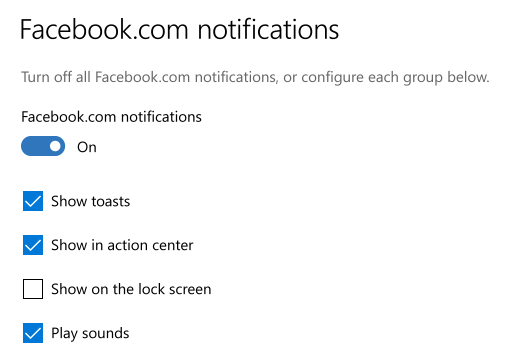 Facebook.com notifications
Turn off all Facebook.com notifications, or configure each group below.
Facebook.com notifications
On
Show toasts
Show in action center
Show on the lock screen
Play sounds